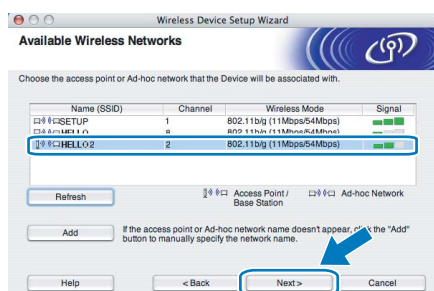 Wireless Device Setup Wizard
Available Wireless Networks
Choose the access point or Ad-hoc network that the Device will be associated with.
Name (SSID) Channel Wireless Mode Signal
SETUP 1 802.11b/g (11Mbps/54Mbps)
HELLO 8 802.11b/g (11Mbps/54Mbps)
HELLO2 2 802.11b/g (11Mbps/54Mbps)
Refresh Access Point / Base Station Ad-hoc Network
Add If the access point or Ad-hoc network name doesn't appear, click the "Add"
button to manually specify the network name.
Help < Back Next > Cancel